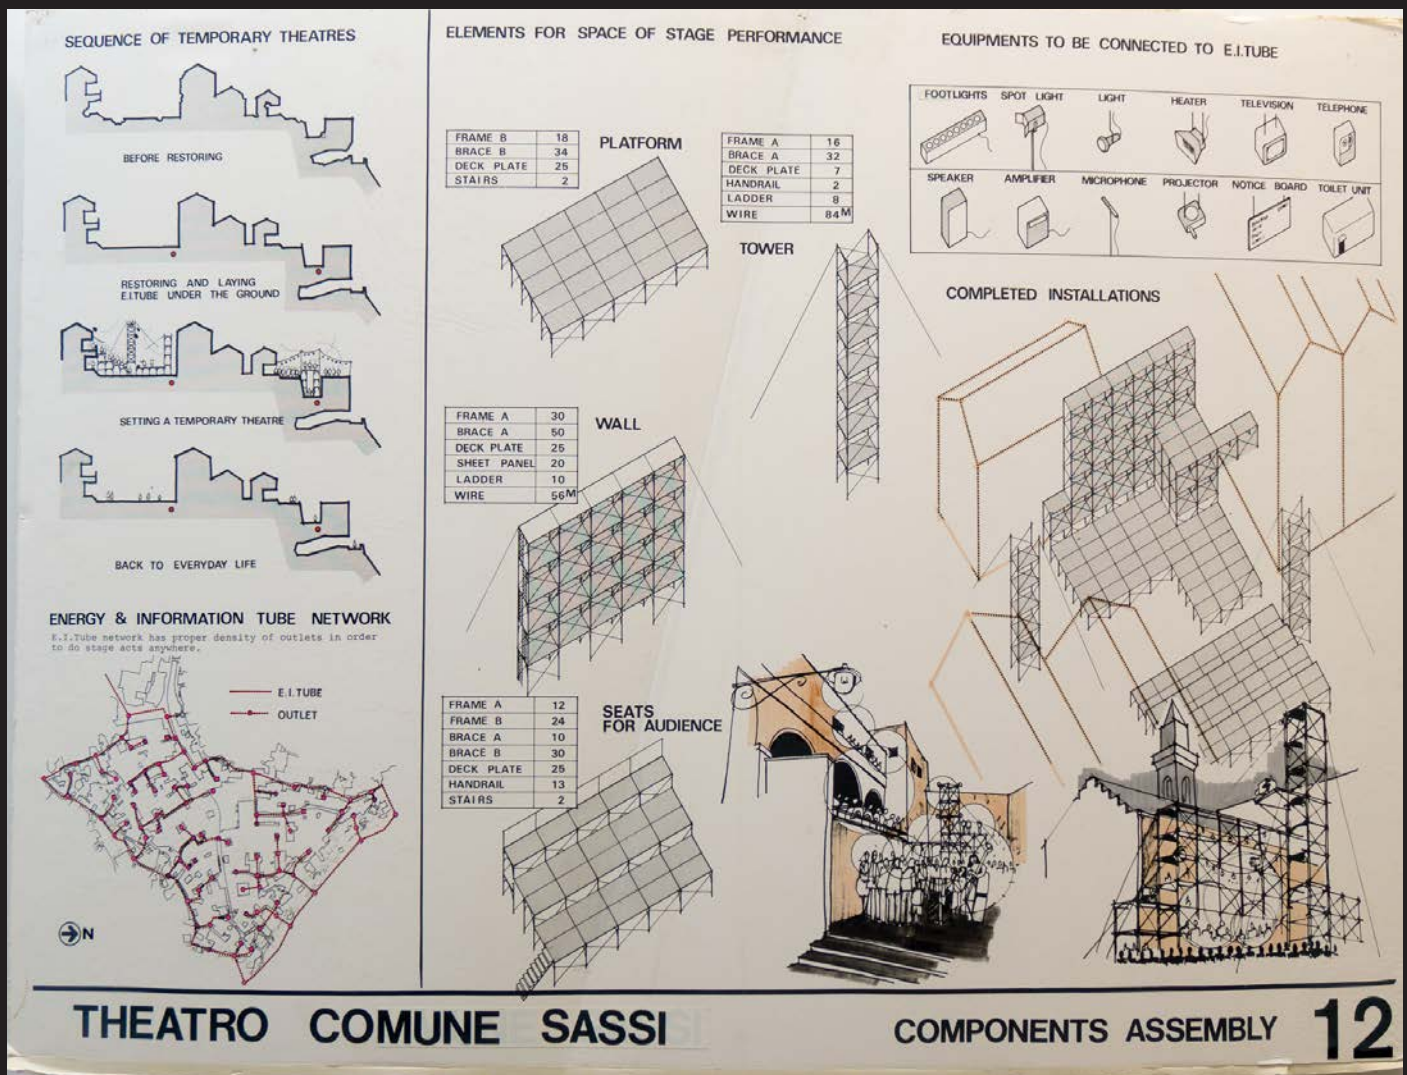 SEQUENCE OF TEMPORARY THEATRES
BEFORE RESTORING
RESTORING AND LAYING
E.I.TUBE UNDER THE GROUND
SETTING A TEMPORARY THEATRE
BACK TO EVERYDAY LIFE
ENERGY & INFORMATION TUBE NETWORK
E.I.Tube network has proper density of outlets in order
to do stage acts anywhere.
E.I.TUBE
OUTLET
N
ELEMENTS FOR SPACE OF STAGE PERFORMANCE
FRAME B 18
BRACE B 34
DECK PLATE 25
STAIRS 2
PLATFORM
FRAME A 16
BRACE A 32
DECK PLATE 7
HANDRAIL 2
LADDER 8
WIRE 84M
TOWER
FRAME A 30
BRACE A 50
DECK PLATE 25
SHEET PANEL 20
LADDER 10
WIRE 56M
WALL
FRAME A 12
FRAME B 24
BRACE A 10
BRACE B 30
DECK PLATE 25
HANDRAIL 13
STAIRS 2
SEATS
FOR AUDIENCE
EQUIPMENTS TO BE CONNECTED TO E.I.TUBE
FOOTLIGHTS SPOT LIGHT LIGHT HEATER TELEVISION TELEPHONE
SPEAKER AMPLIFIER MICROPHONE PROJECTOR NOTICE BOARD TOILET UNIT
COMPLETED INSTALLATIONS
THEATRO COMUNE SASSI
COMPONENTS ASSEMBLY 12